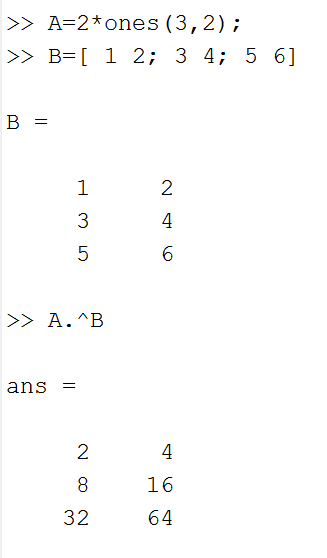 >> A=2*ones(3,2);
>> B=[ 1 2; 3 4; 5 6]
B =
1 2
3 4
5 6
>> A.^B
ans =
2 4
8 16
32 64